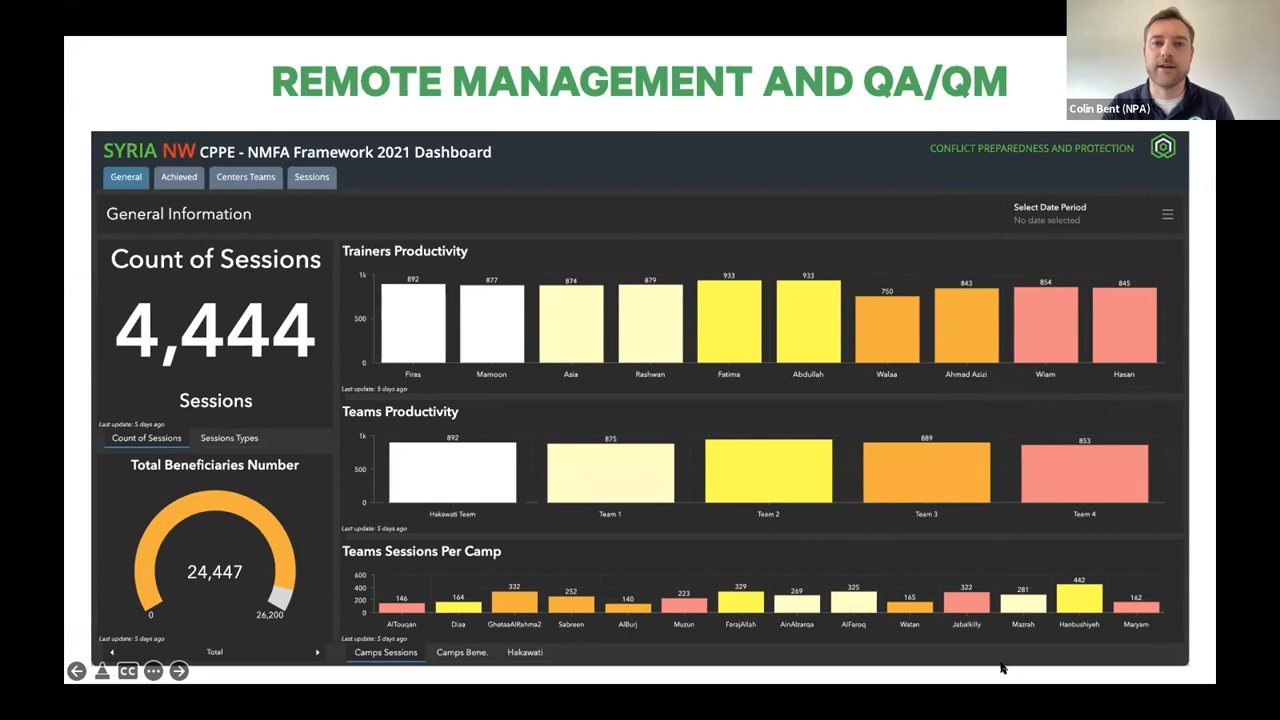 REMOTE MANAGEMENT AND QA/QM
Colin Bent (NPA)
SYRIA NW CPPE - NMFA Framework 2021 Dashboard
CONFLICT PREPAREDNESS AND PROTECTION
General
Achieved
Centers Teams
Sessions
General Information
Select Date Period
No date selected
Count of Sessions
4,444
Sessions
Last update: 5 days ago
Count of Sessions
Sessions Types
Total Beneficiaries Number
24,447
0
26,200
Last update: 5 days ago
Total
Trainers Productivity
1k
500
0
892
877
874
879
933
933
750
843
854
845
Firas
Mamoon
Asia
Rashwan
Fatima
Abdullah
Walaa
Ahmad Azizi
Wiam
Hasan
Last update: 5 days ago
Teams Productivity
1k
500
0
892
875
889
853
Hakawati Team
Team 1
Team 2
Team 3
Team 4
Last update: 5 days ago
Teams Sessions Per Camp
600
400
200
0
146
164
332
252
140
223
329
269
325
165
322
281
442
162
AlTouqan
Diaa
GhetaaAlRahma2
Sabreen
AlBurj
Muzun
FarajAllah
AinAlzarqa
AlFaroq
Watan
Jabalkilly
Mazrah
Hanbushiyeh
Maryam
Last update: 5 days ago
Camps Sessions
Camps Bene.
Hakawati
CC